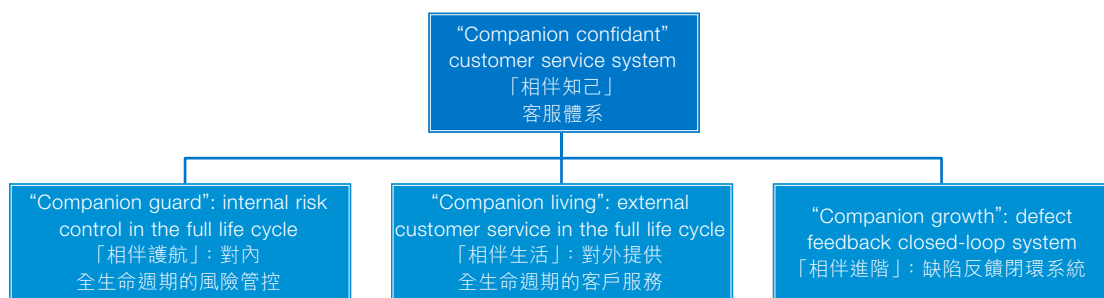 “Companion confidant”
customer service system
「相伴知己」
客服體系
“Companion guard”: internal risk
control in the full life cycle
「相伴護航」：對內
全生命週期的風險管控
“Companion living”: external
customer service in the full life cycle
「相伴生活」：對外提供
全生命週期的客戶服務
“Companion growth”: defect
feedback closed-loop system
「相伴進階」：缺陷反饋閉環系統